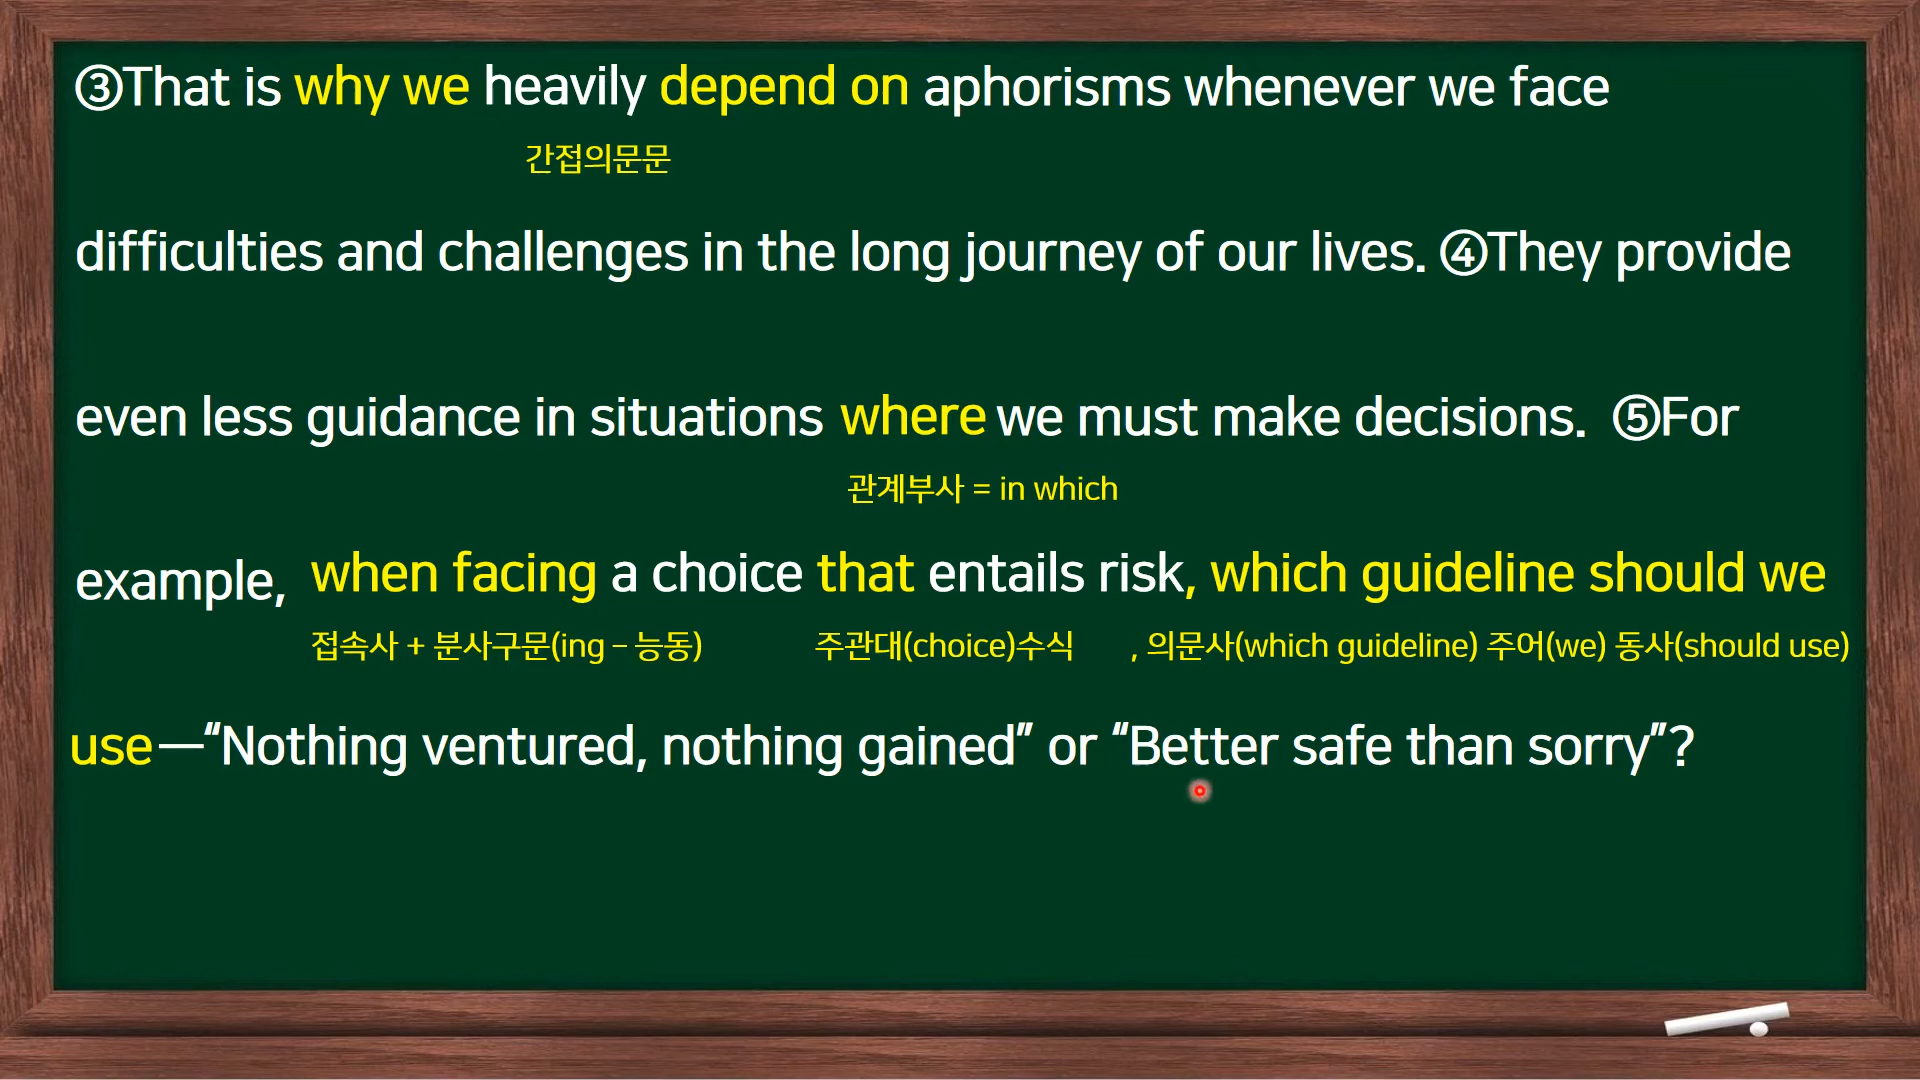 ③That is why we heavily depend on aphorisms whenever we face
간접의문문
difficulties and challenges in the long journey of our lives. ④They provide
even less guidance in situations where we must make decisions. ⑤For
관계부사 = in which
example, when facing a choice that entails risk, which guideline should we
접속사 + 분사구문(ing – 능동) 주관대(choice)수식 , 의문사(which guideline) 주어(we) 동사(should use)
use—“Nothing ventured, nothing gained” or “Better safe than sorry”?